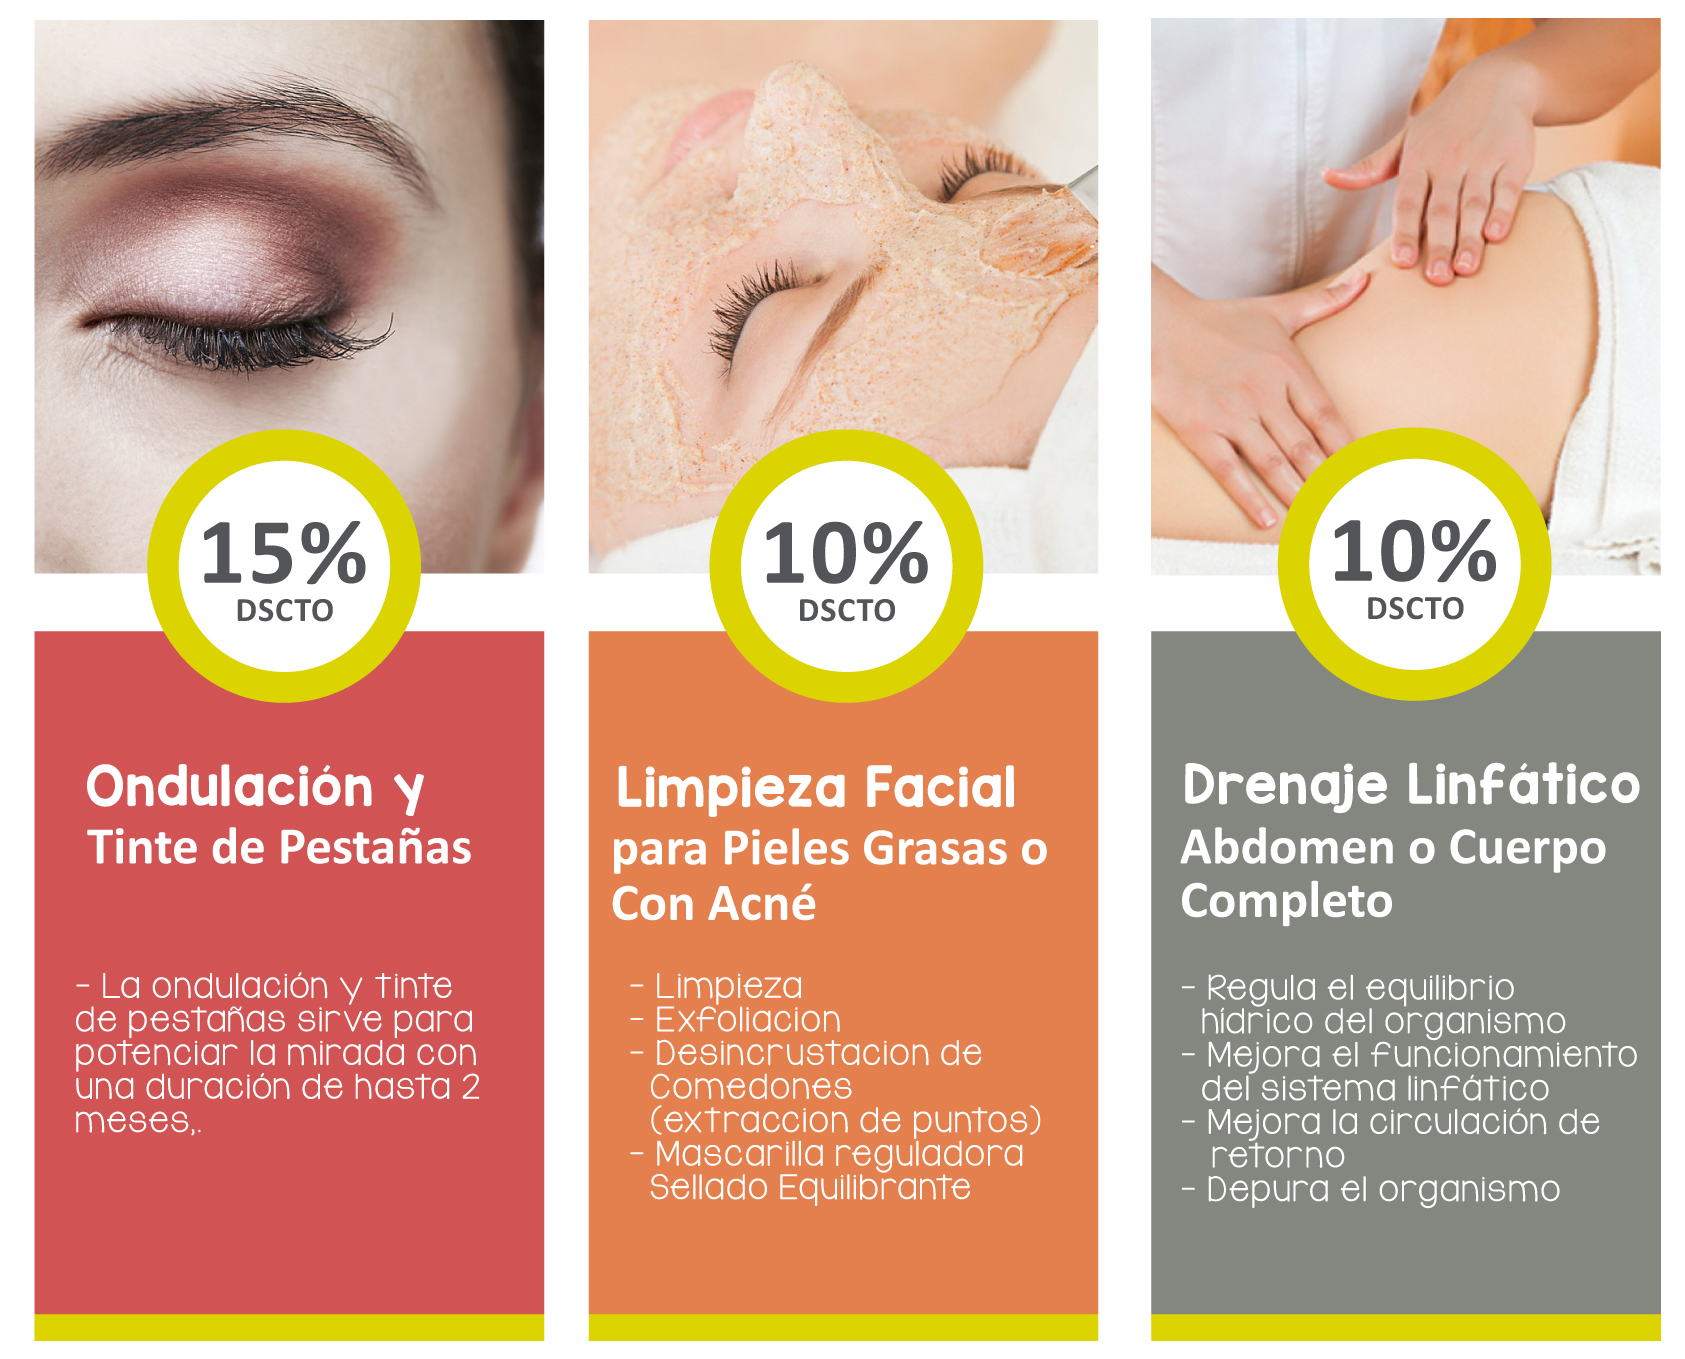 15%
DSCTO
Ondulación y
Tinte de Pestañas
- La ondulación y tinte
de pestañas sirve para
potenciar la mirada con
una duración de hasta 2
meses,.
10%
DSCTO
Limpieza Facial
para Pieles Grasas o
Con Acné
- Limpieza
- Exfoliacion
- Desincrustacion de
Comedones
(extraccion de puntos)
- Mascarilla reguladora
Sellado Equilibrante
10%
DSCTO
Drenaje Linfático
Abdomen o Cuerpo
Completo
- Regula el equilibrio
hídrico del organismo
- Mejora el funcionamiento
del sistema linfático
- Mejora la circulación de
retorno
- Depura el organismo